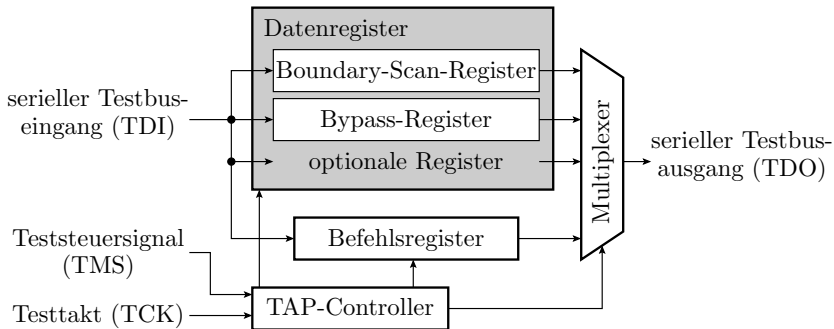 Datenregister
Boundary-Scan-Register
serieller Testbus-
eingang (TDI)
Bypass-Register
optionale Register
Multiplexer
serieller Testbus-
ausgang (TDO)
Befehlsregister
Teststeuersignal
(TMS)
Testtakt (TCK)
TAP-Controller